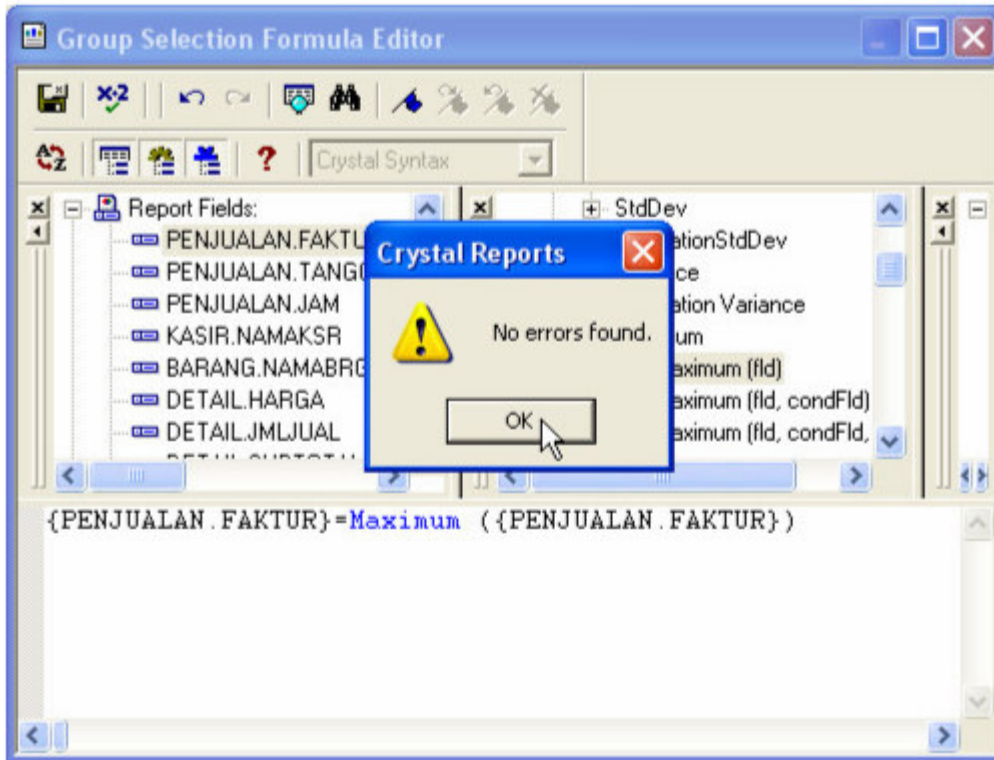 Group Selection Formula Editor
Crystal Syntax
Report Fields:
PENJUALAN.FAKTU
PENJUALAN.TANGG
PENJUALAN.JAM
KASIR.NAMAKSR
BARANG.NAMABRG
DETAIL.HARGA
DETAIL.JMLJUAL
StdDev
ationStdDev
ce
ation Variance
um
aximum (fld)
aximum (fld, condFld)
aximum (fld, condFld,
Crystal Reports
No errors found.
OK
{PENJUALAN.FAKTUR}=Maximum ({PENJUALAN.FAKTUR})